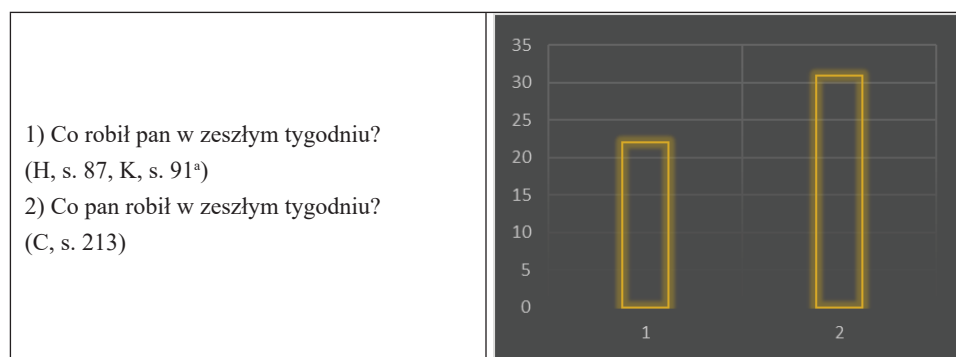 1) Co robił pan w zeszłym tygodniu?
(H, s. 87, K, s. 91ᵃ)
2) Co pan robił w zeszłym tygodniu?
(C, s. 213)
35
30
25
20
15
10
5
0
1 2